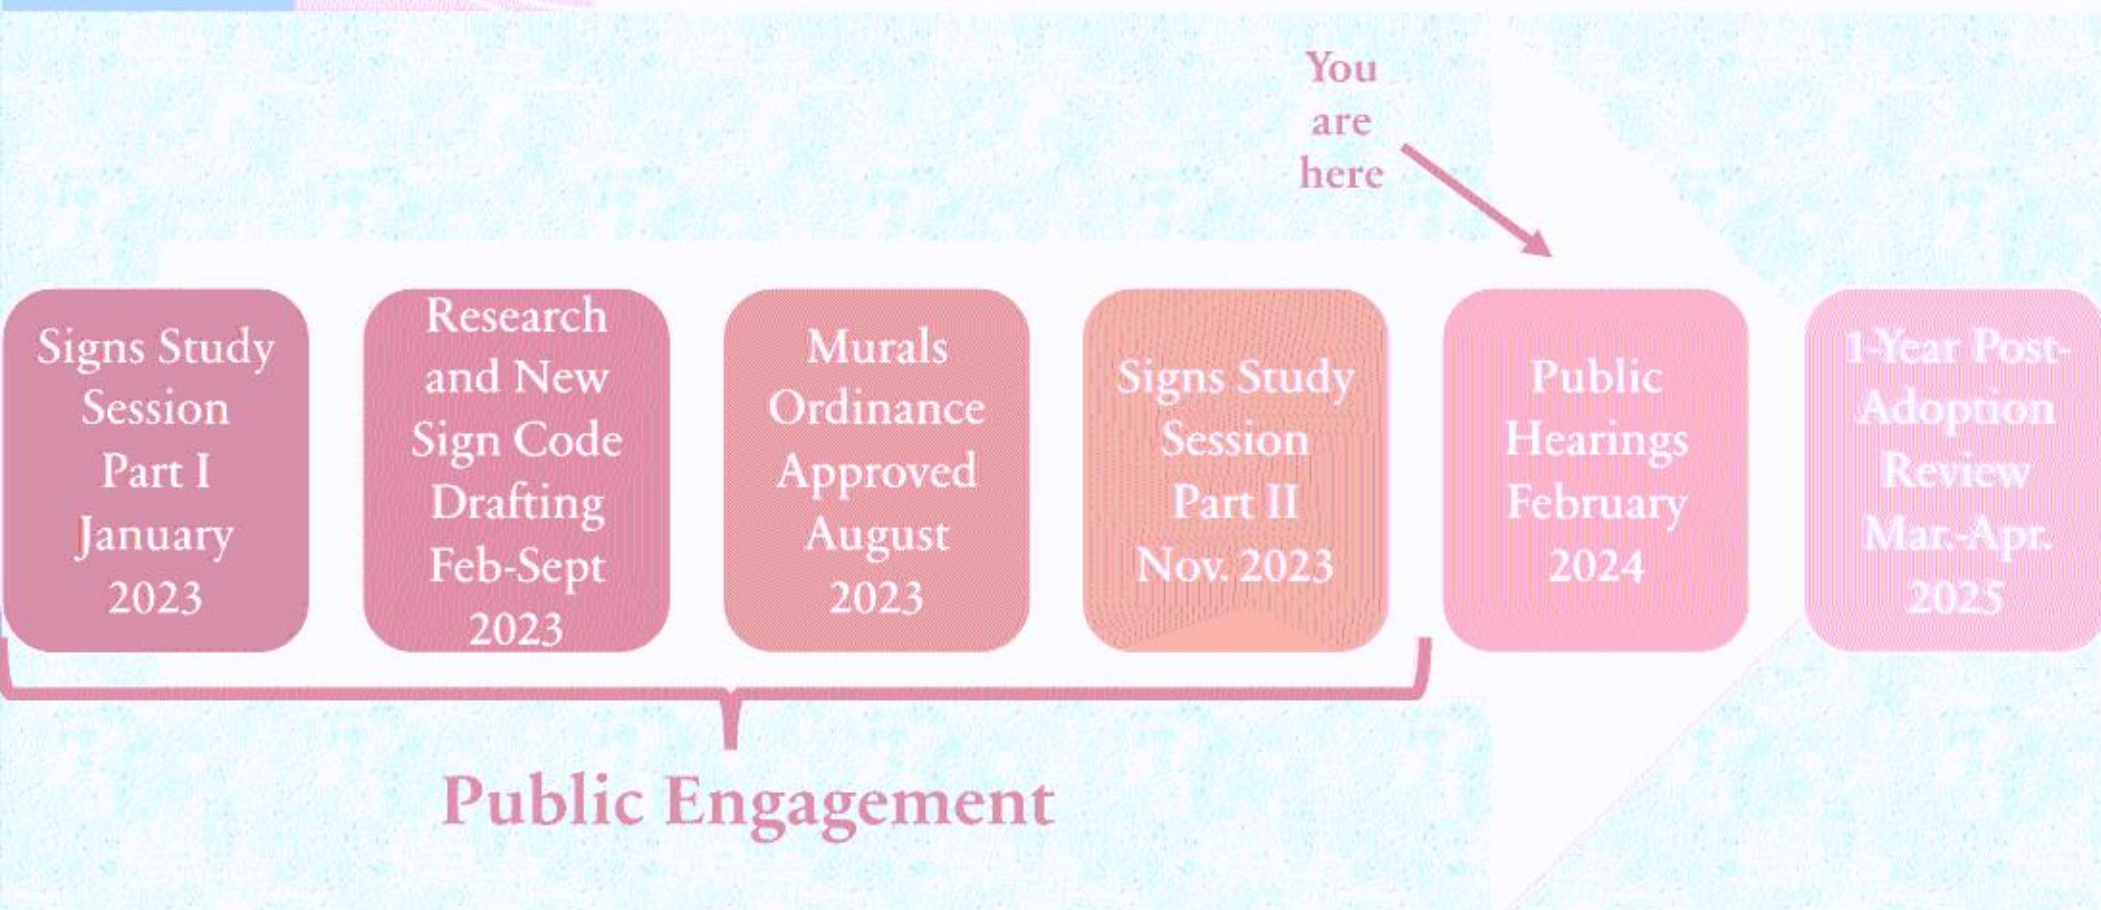 You
are
here
Signs Study
Session
Part I
January
2023
Research
and New
Sign Code
Drafting
Feb-Sept
2023
Murals
Ordinance
Approved
August
2023
Signs Study
Session
Part II
Nov. 2023
Public
Hearings
February
2024
1-Year Post-
Adoption
Review
Mar.-Apr.
2025
Public Engagement